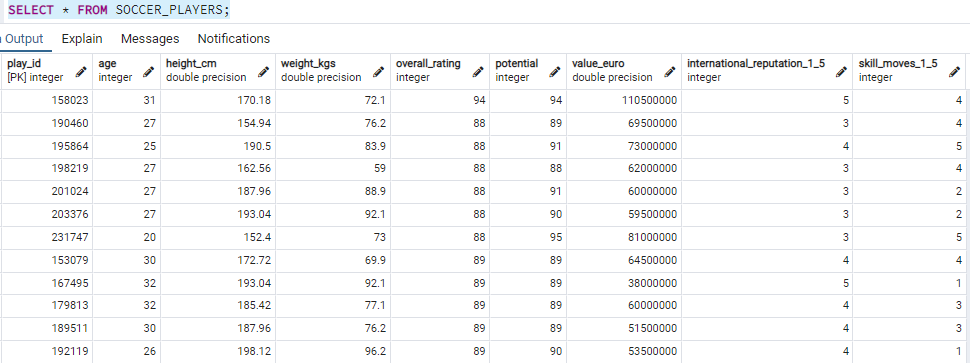 SELECT * FROM SOCCER_PLAYERS;
Output Explain Messages Notifications
play_id age height_cm weight_kgs overall_rating potential value_euro international_reputation_1_5 skill_moves_1_5
[PK] integer integer double precision double precision integer integer double precision integer integer
158023 31 170.18 72.1 94 94 110500000 5 4
190460 27 154.94 76.2 88 89 69500000 3 4
195864 25 190.5 83.9 88 91 73000000 4 5
198219 27 162.56 59 88 88 62000000 3 4
201024 27 187.96 88.9 88 91 60000000 3 2
203376 27 193.04 92.1 88 90 59500000 3 2
231747 20 152.4 73 88 95 81000000 3 5
153079 30 172.72 69.9 89 89 64500000 4 4
167495 32 193.04 92.1 89 89 38000000 5 1
179813 32 185.42 77.1 89 89 60000000 4 3
189511 30 187.96 76.2 89 89 51500000 4 3
192119 26 198.12 96.2 89 90 53500000 4 1